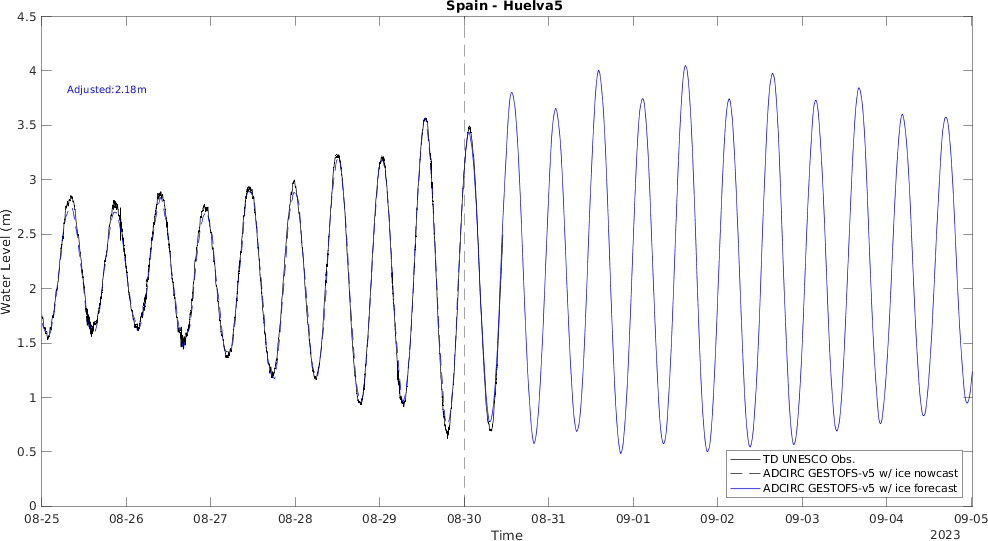 Spain - Huelva5
4.5
4
3.5
3
2.5
2
1.5
1
0.5
0
Water Level (m)
Adjusted:2.18m
TD UNESCO Obs.
ADCIRC GESTOFS-v5 w/ ice nowcast
ADCIRC GESTOFS-v5 w/ ice forecast
08-25 08-26 08-27 08-28 08-29 08-30 08-31 09-01 09-02 09-03 09-04 09-05
Time
2023